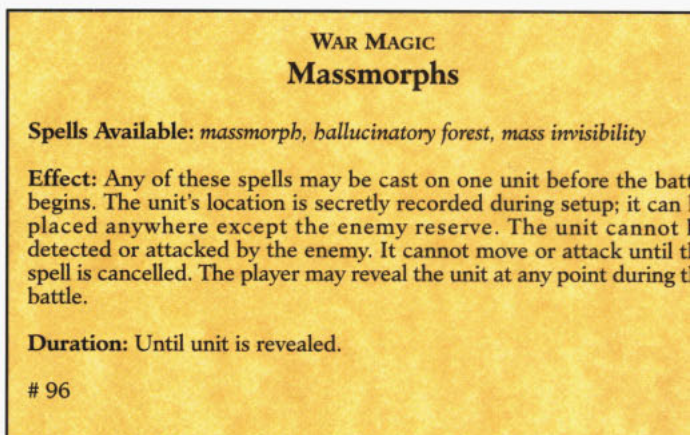 WAR MAGIC
Massmorphs
Spells Available: massmorph, hallucinatory forest, mass invisibility
Effect: Any of these spells may be cast on one unit before the batt
begins. The unit's location is secretly recorded during setup; it can
placed anywhere except the enemy reserve. The unit cannot
detected or attacked by the enemy. It cannot move or attack until th
spell is cancelled. The player may reveal the unit at any point during th
battle.
Duration: Until unit is revealed.
# 96